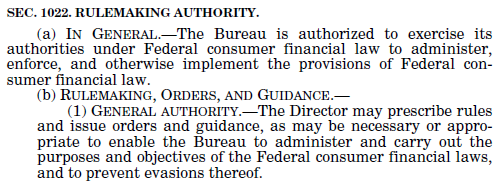 SEC. 1022. RULEMAKING AUTHORITY.
(a) IN GENERAL.—The Bureau is authorized to exercise its
authorities under Federal consumer financial law to administer,
enforce, and otherwise implement the provisions of Federal con-
sumer financial law.
(b) RULEMAKING, ORDERS, AND GUIDANCE.—
(1) GENERAL AUTHORITY.—The Director may prescribe rules
and issue orders and guidance, as may be necessary or appro-
priate to enable the Bureau to administer and carry out the
purposes and objectives of the Federal consumer financial laws,
and to prevent evasions thereof.